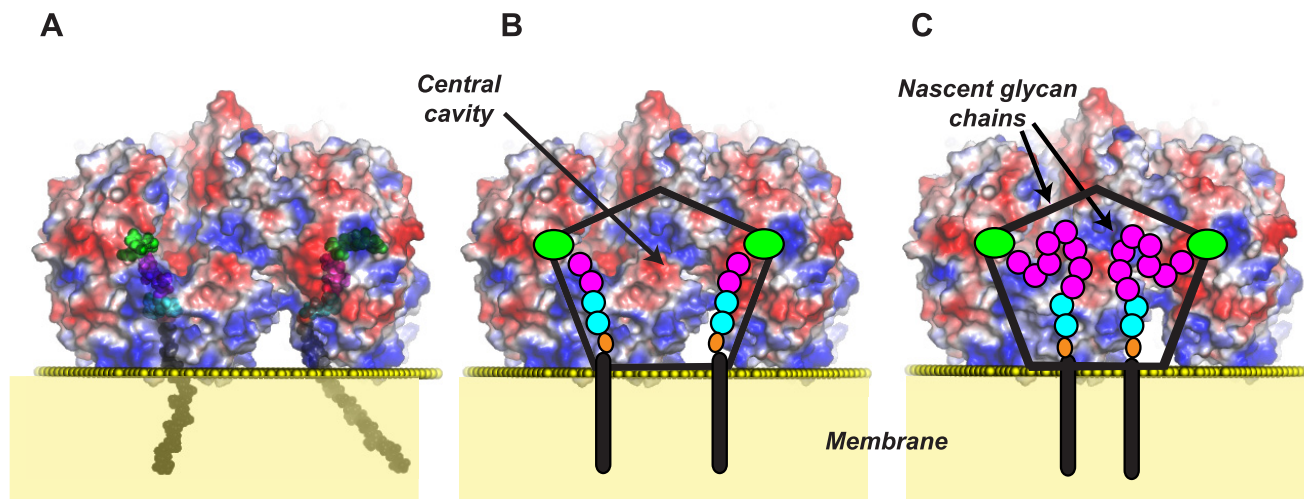 A
B
C
Central
cavity
Nascent glycan
chains
Membrane